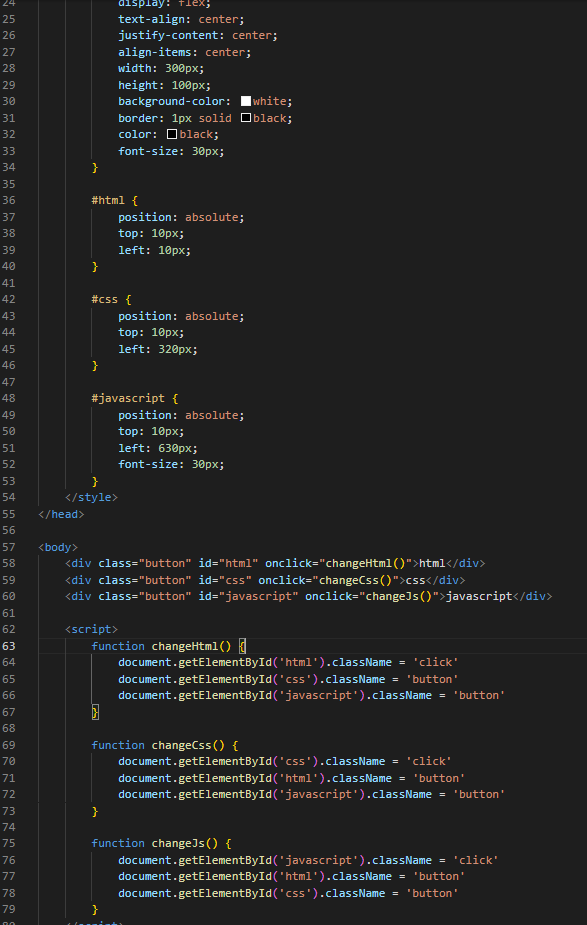 24 display: flex;
25 text-align: center;
26 justify-content: center;
27 align-items: center;
28 width: 300px;
29 height: 100px;
30 background-color: white;
31 border: 1px solid black;
32 color: black;
33 font-size: 30px;
34 }
35
36 #html {
37 position: absolute;
38 top: 10px;
39 left: 10px;
40 }
41
42 #css {
43 position: absolute;
44 top: 10px;
45 left: 320px;
46 }
47
48 #javascript {
49 position: absolute;
50 top: 10px;
51 left: 630px;
52 font-size: 30px;
53 }
54 </style>
55 </head>
56
57 <body>
58 <div class="button" id="html" onclick="changeHtml()">html</div>
59 <div class="button" id="css" onclick="changeCss()">css</div>
60 <div class="button" id="javascript" onclick="changeJs()">javascript</div>
61
62 <script>
63 function changeHtml() {
64 document.getElementById('html').className = 'click'
65 document.getElementById('css').className = 'button'
66 document.getElementById('javascript').className = 'button'
67 }
68
69 function changeCss() {
70 document.getElementById('css').className = 'click'
71 document.getElementById('html').className = 'button'
72 document.getElementById('javascript').className = 'button'
73 }
74
75 function changeJs() {
76 document.getElementById('javascript').className = 'click'
77 document.getElementById('html').className = 'button'
78 document.getElementById('css').className = 'button'
79 }
80 </script>